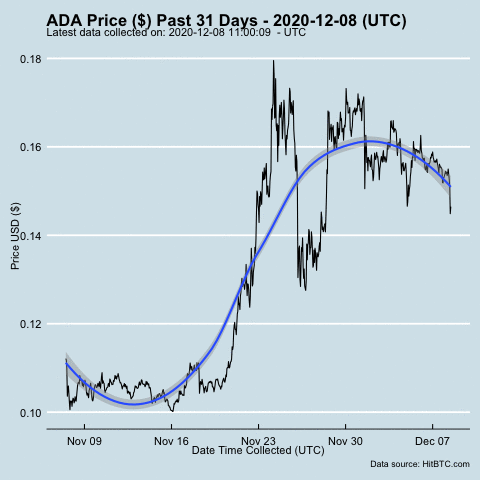 ADA Price ($) Past 31 Days - 2020-12-08 (UTC)
Latest data collected on: 2020-12-08 11:00:09  - UTC
Price USD ($)
0.18
0.16
0.14
0.12
0.10
Nov 09
Nov 16
Nov 23
Nov 30
Dec 07
Date Time Collected (UTC)
Data source: HitBTC.com